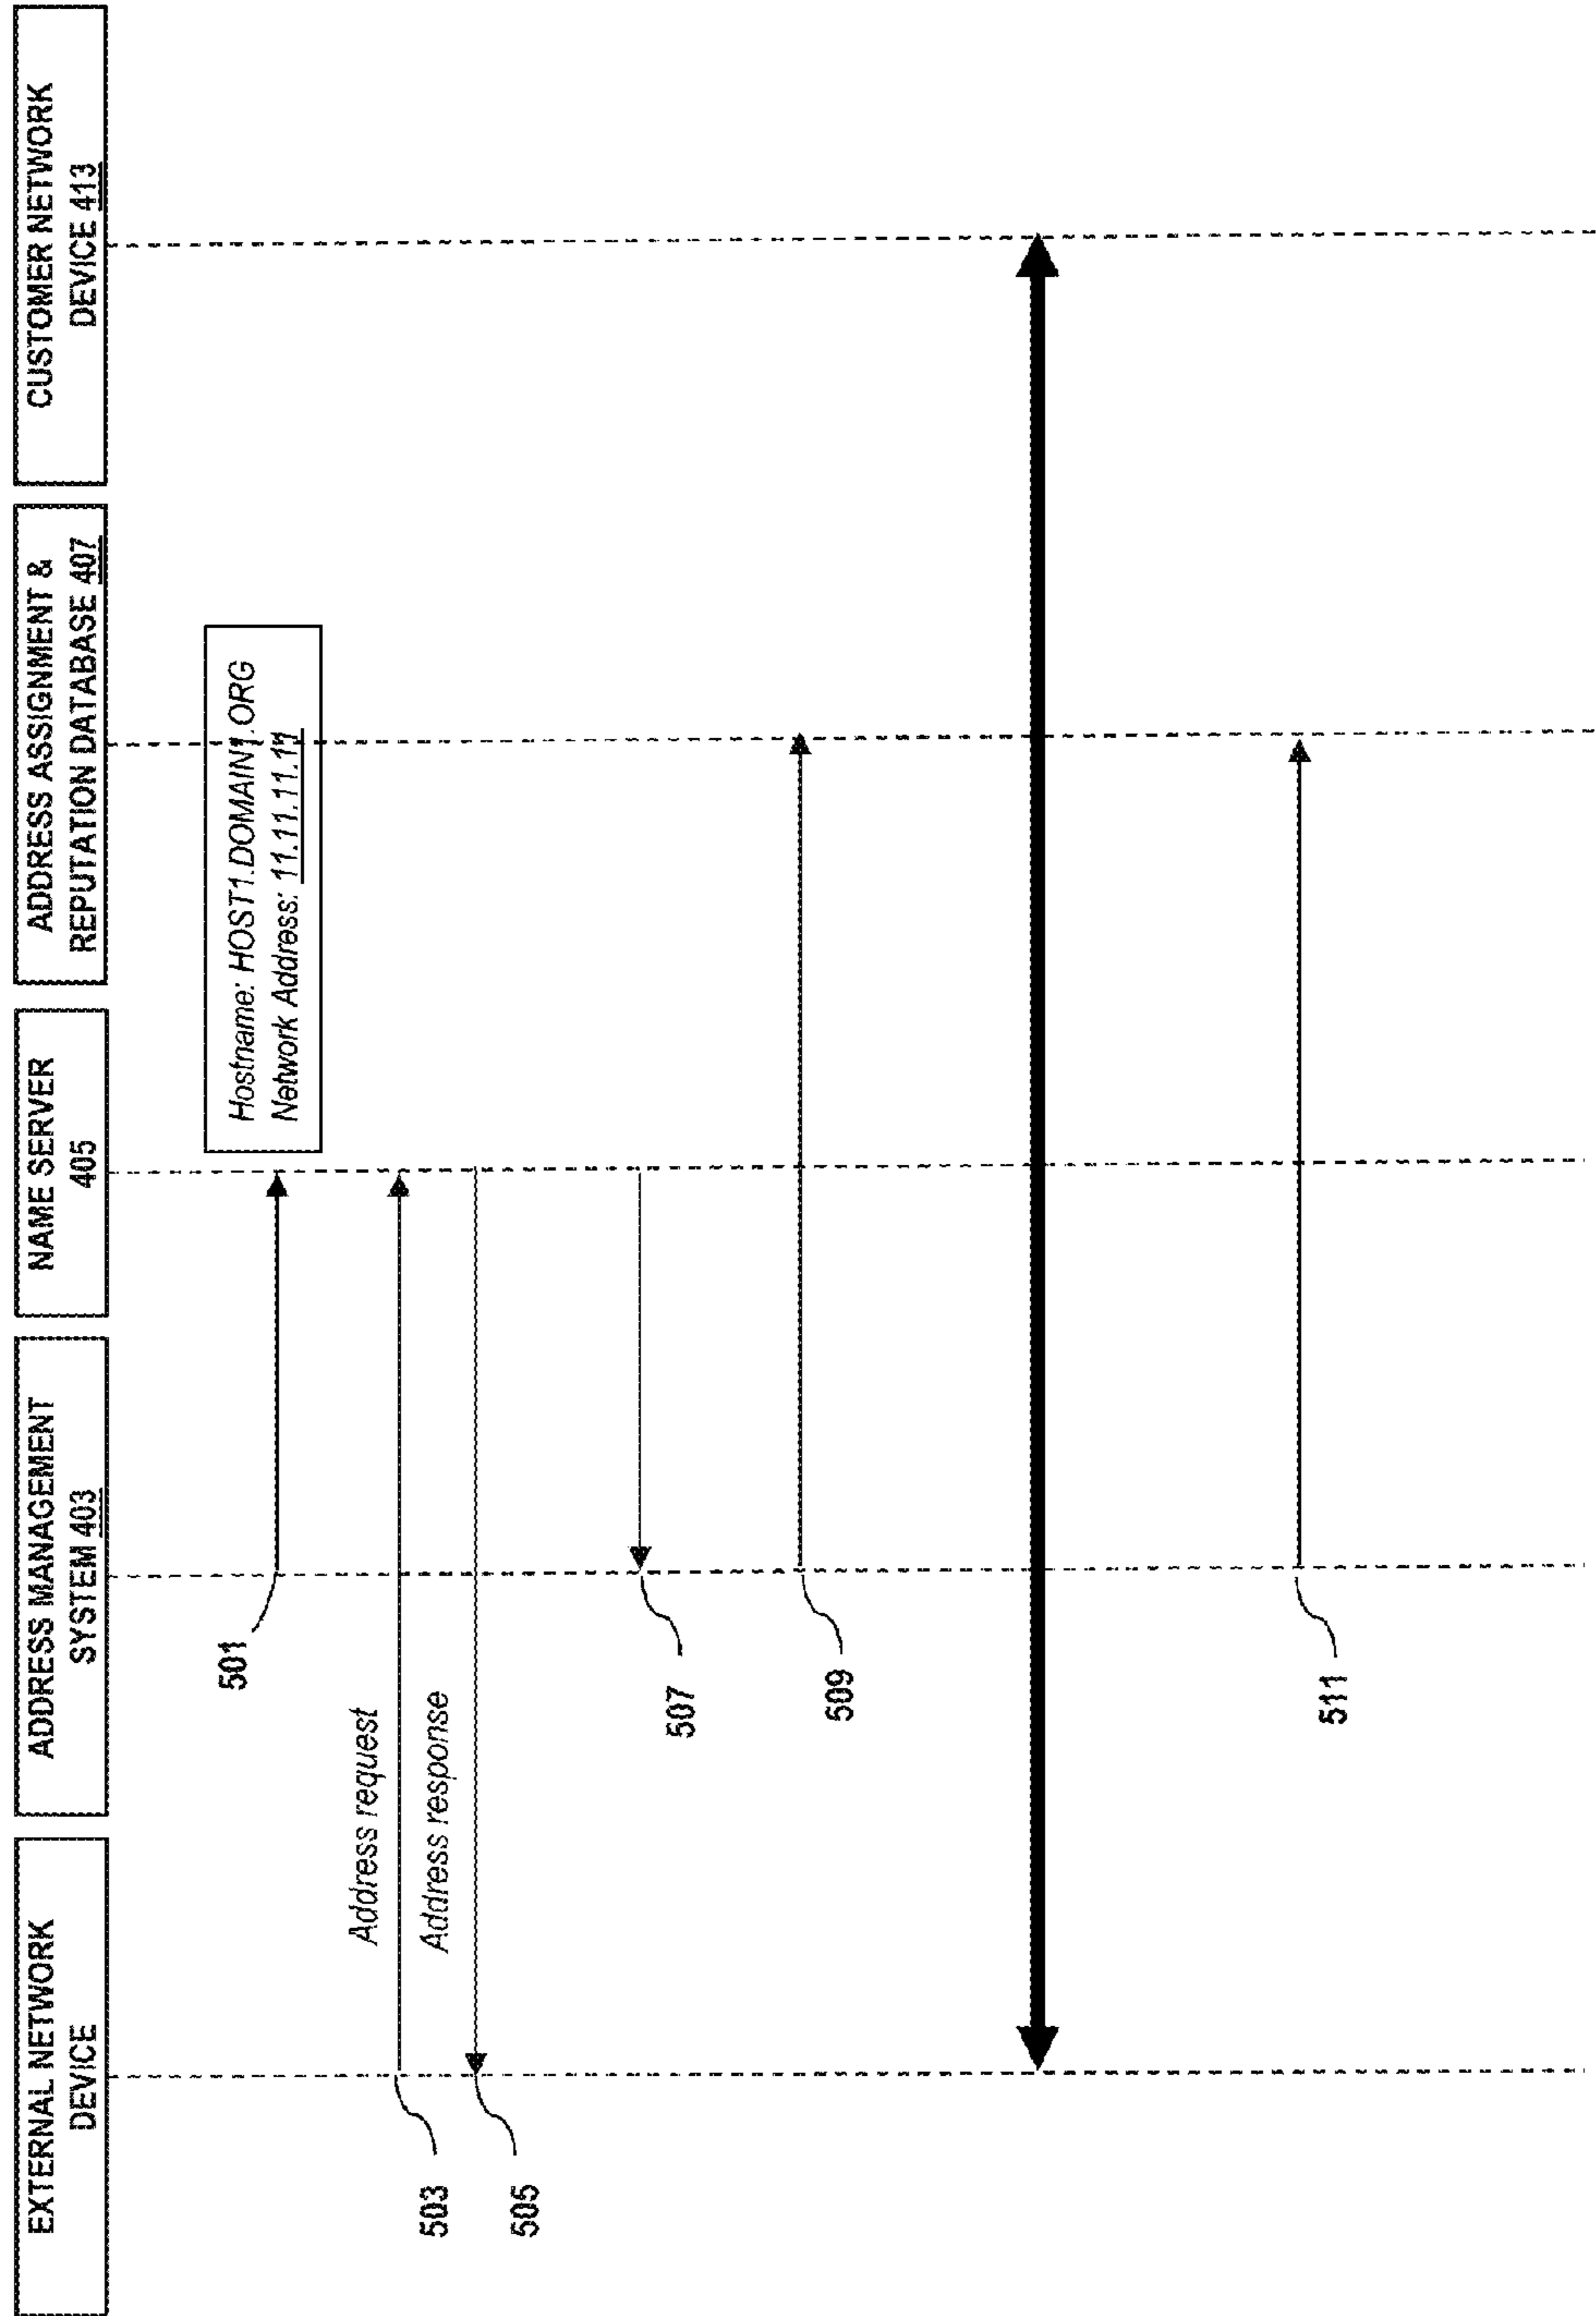 EXTERNAL NETWORK
DEVICE
ADDRESS MANAGEMENT
SYSTEM 403
NAME SERVER
405
ADDRESS ASSIGNMENT &
REPUTATION DATABASE 407
CUSTOMER NETWORK
DEVICE 413
501
Hostname: HOST1.DOMAIN1.ORG
Network Address: 11.11.11.11
Address request
503
Address response
505
507
509
511